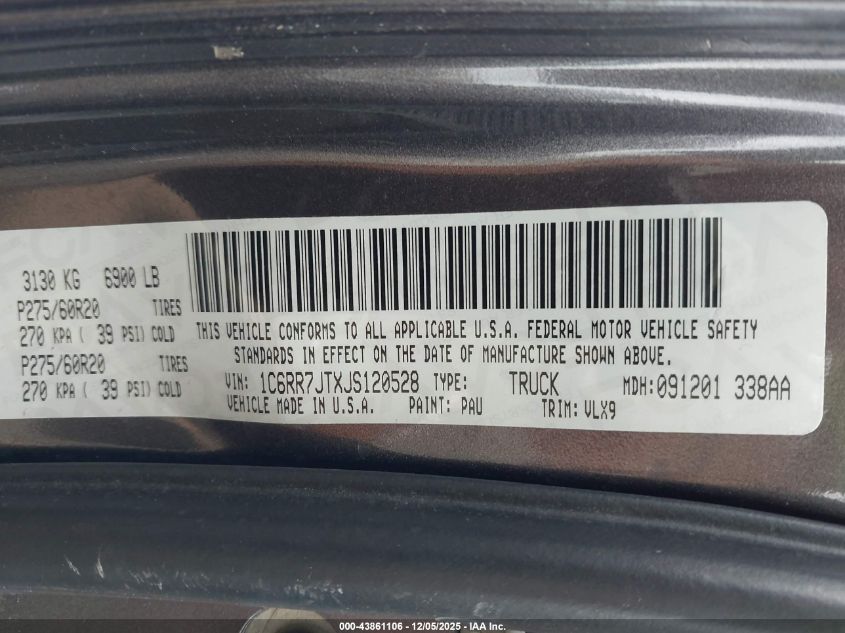 3130 KG 6900 LB
P275/60R20 TIRES
270 KPA ( 39 PSI) COLD
P275/60R20 TIRES
270 KPA ( 39 PSI) COLD
THIS VEHICLE CONFORMS TO ALL APPLICABLE U.S.A. FEDERAL MOTOR VEHICLE SAFETY
STANDARDS IN EFFECT ON THE DATE OF MANUFACTURE SHOWN ABOVE.
VIN: 1C6RR7JTXJS120528 TYPE: TRUCK MDH:091201 338AA
VEHICLE MADE IN U.S.A. PAINT: PAU TRIM: VLX9
000-43861106 - 12/05/2025 - IAA Inc.